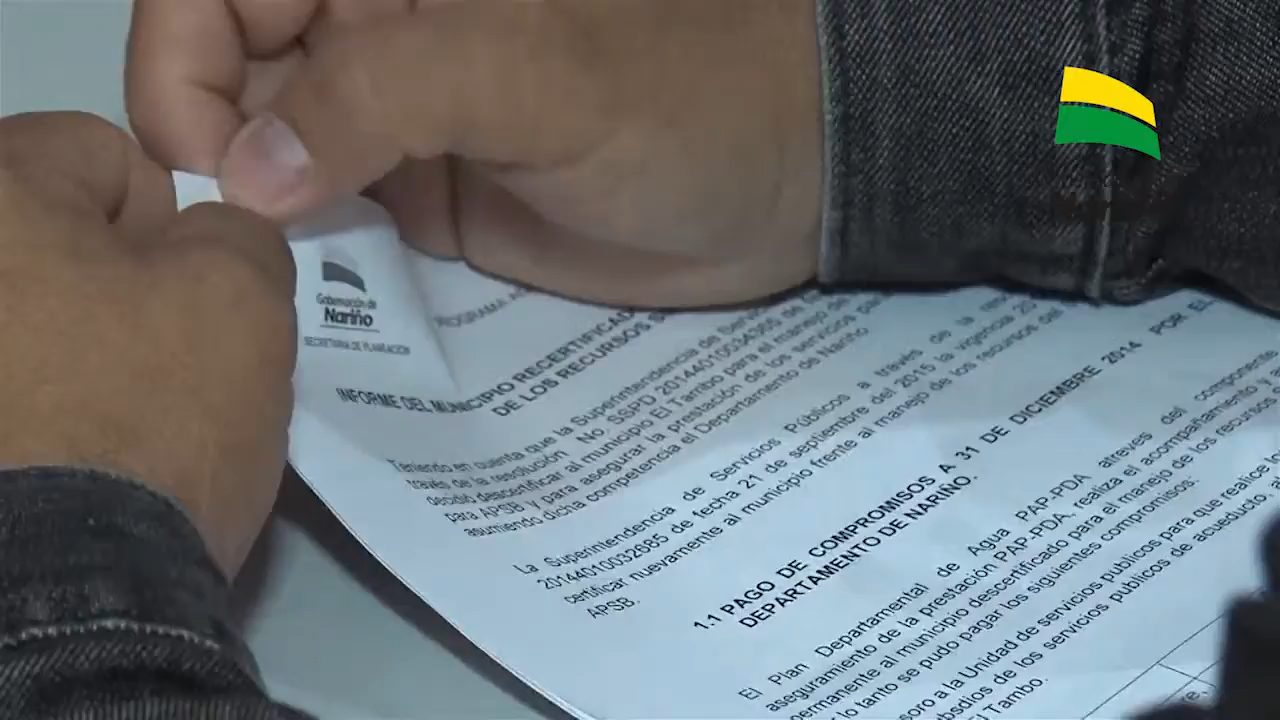 Gobernación de
Nariño
SECRETARIA DE PLANEACION
PROGRAMA
INFORME DEL MUNICIPIO RECERTIFICAD
DE LOS RECURSOS
Teniendo en cuenta que la Superintendencia de
través de la resolución No. SSPD 20144010034365 de
decidió descertificar al municipio El Tambo para el manejo de
para APSB y para asegurar la prestación de los servicios
asumiendo dicha competencia el Departamento de Nariño
La Superintendencia de Servicios Públicos a través de la
20144010032685 de fecha 21 de septiembre del 2015 la vigencia
certificar nuevamente al municipio frente al manejo de los recursos del
APSB.
1.1 PAGO DE COMPROMISOS A 31 DE DICIEMBRE 2014 POR
DEPARTAMENTO DE NARIÑO.
El Plan Departamental de Agua PAP-PDA atreves del componente
aseguramiento de la prestación PAP-PDA, realiza el acompañamiento y
permanente al municipio descertificado para el manejo de los recursos
lo tanto se pudo pagar los siguientes compromisos:
soro a la Unidad de servicios publicos para que realice
bsidios de los servicios públicos de acueducto,
El Tambo.